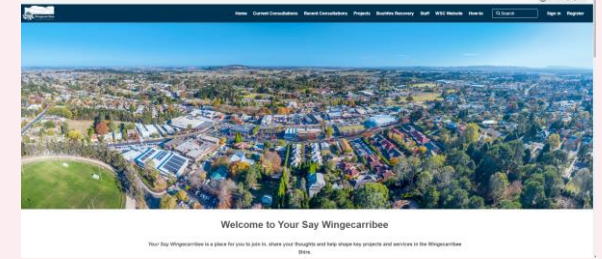 Home Current Consultations Recent Consultations Projects Bushfire Recovery Staff WSC Website How-to Search Sign in Register
Welcome to Your Say Wingecarribee
Your Say Wingecarribee is a place for you to join in, share your thoughts and help shape key projects and services in the Wingecarribee
Shire.